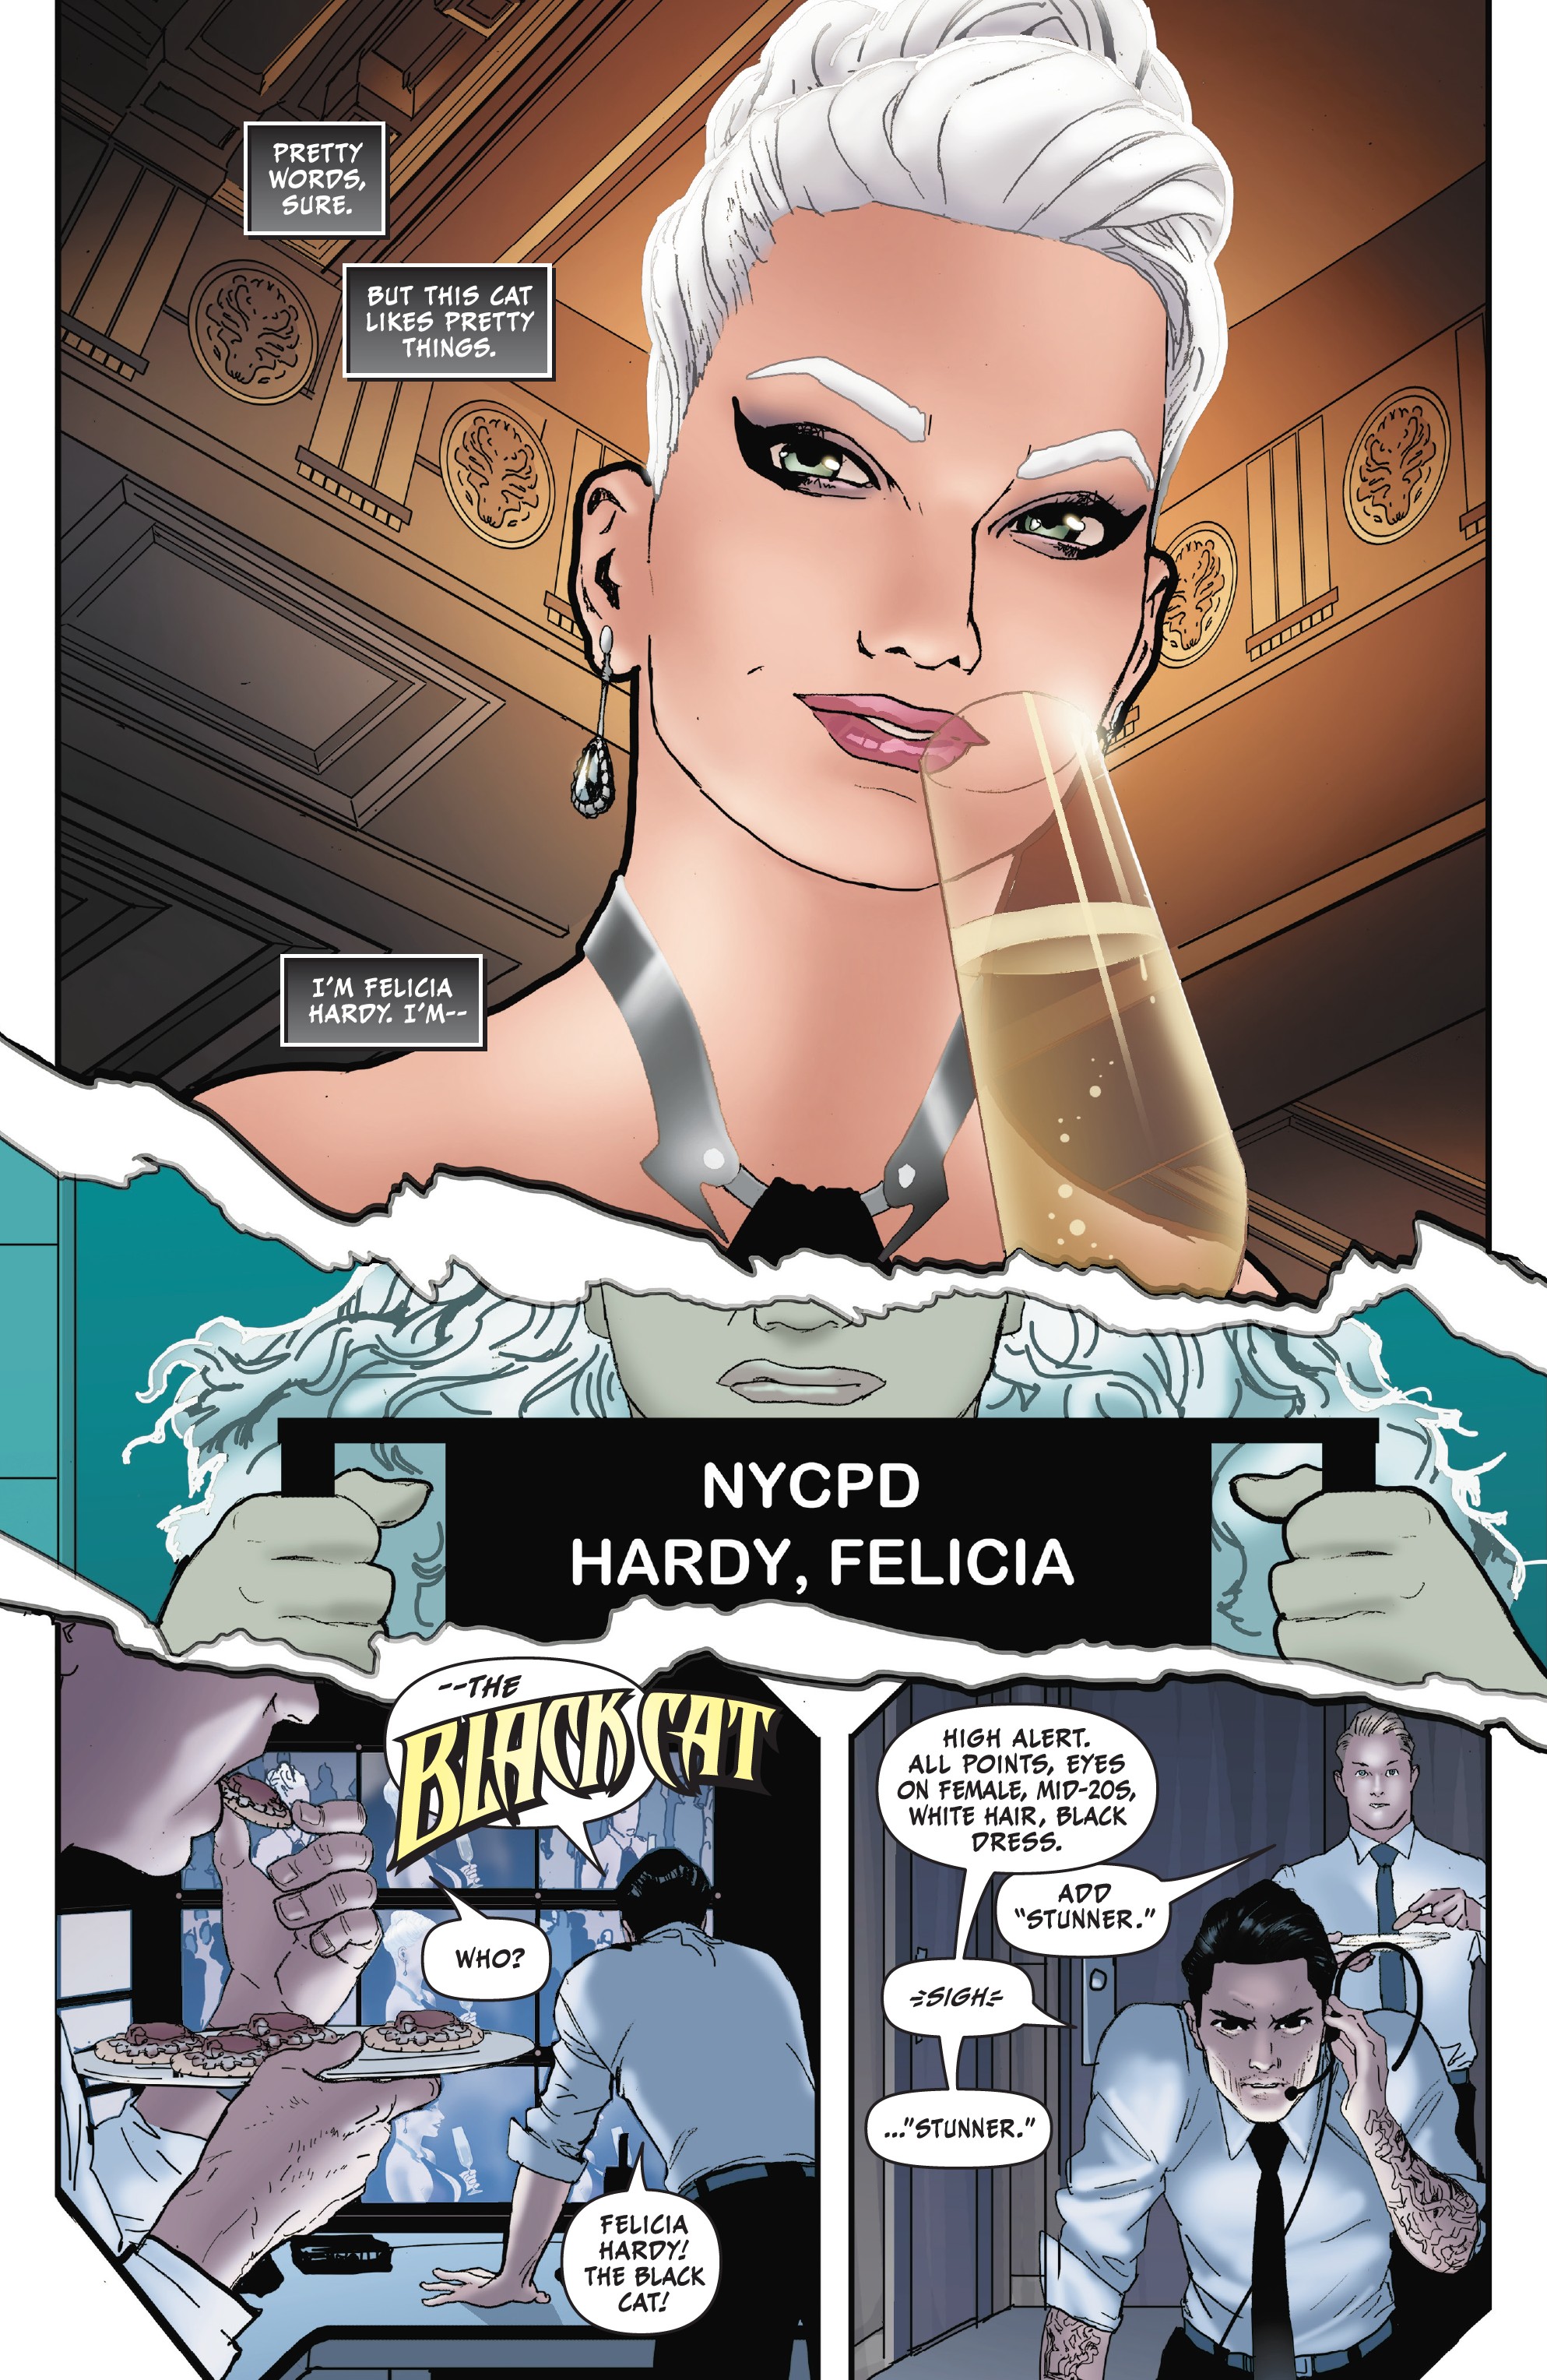 PRETTY
WORDS,
SURE.
BUT THIS CAT
LIKES PRETTY
THINGS.
I'M FELICIA
HARDY. I'M--
NYCPD
HARDY, FELICIA
--THE
BLACK CAT
WHO?
FELICIA
HARDY!
THE BLACK
CAT!
HIGH ALERT.
ALL POINTS, EYES
ON FEMALE, MID-20S,
WHITE HAIR, BLACK
DRESS.
ADD
"STUNNER."
SIGH
..."STUNNER."